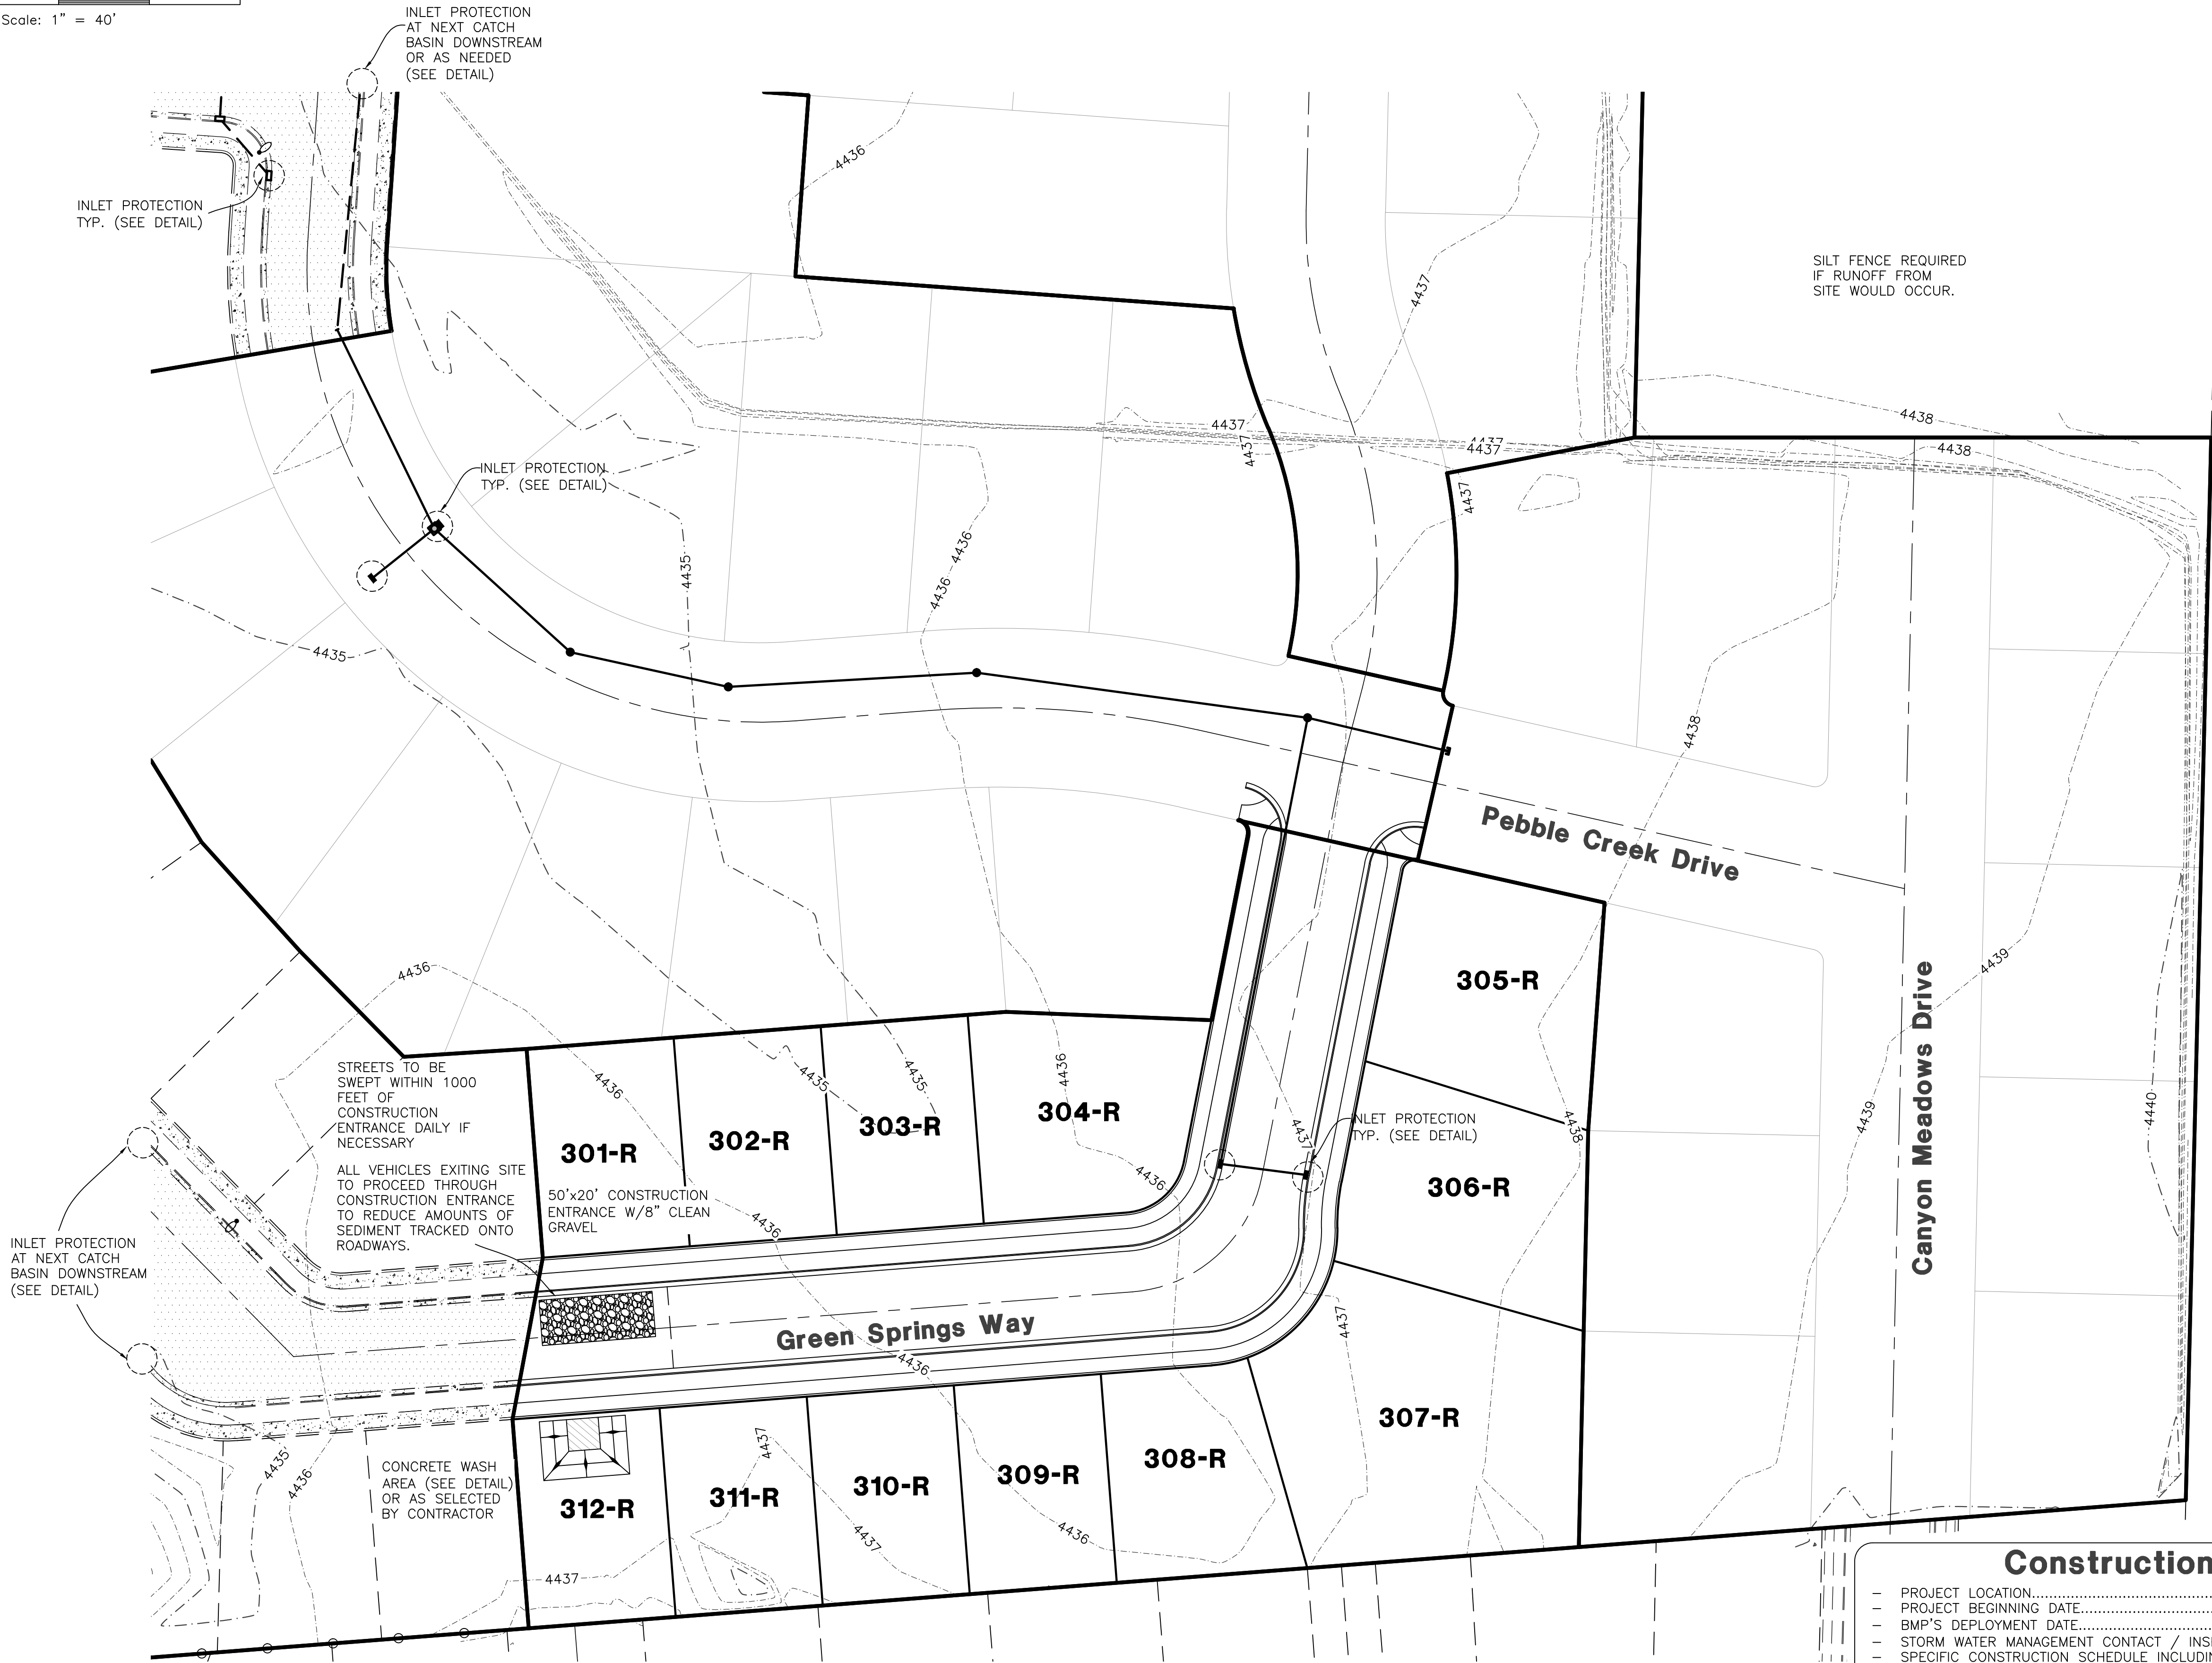 Scale: 1" = 40'
INLET PROTECTION
AT NEXT CATCH
BASIN DOWNSTREAM
OR AS NEEDED
(SEE DETAIL)
4436
INLET PROTECTION
TYP. (SEE DETAIL)
SILT FENCE REQUIRED
IF RUNOFF FROM
SITE WOULD OCCUR.
4437
4438
4437
4437
4437
4437
4438
INLET PROTECTION
TYP. (SEE DETAIL)
4437
4436
4435
4436
4435
4438
Pebble Creek Drive
4436
4439
305-R
Canyon Meadows Drive
STREETS TO BE
SWEPT WITHIN 1000
FEET OF
CONSTRUCTION
ENTRANCE DAILY IF
NECESSARY
4436
4435
4435
4436
4440
301-R
302-R
303-R
304-R
INLET PROTECTION
TYP. (SEE DETAIL)
4437
4438
4439
ALL VEHICLES EXITING SITE
TO PROCEED THROUGH
CONSTRUCTION ENTRANCE
TO REDUCE AMOUNTS OF
SEDIMENT TRACKED ONTO
ROADWAYS.
50'x20' CONSTRUCTION
ENTRANCE W/8" CLEAN
GRAVEL
4436
4436
306-R
INLET PROTECTION
AT NEXT CATCH
BASIN DOWNSTREAM
(SEE DETAIL)
Green Springs Way
4437
4436
307-R
4435
4436
CONCRETE WASH
AREA (SEE DETAIL)
OR AS SELECTED
BY CONTRACTOR
4437
312-R
311-R
310-R
309-R
308-R
4437
4436
4437
Construction
- PROJECT LOCATION
- PROJECT BEGINNING DATE
- BMP'S DEPLOYMENT DATE
- STORM WATER MANAGEMENT CONTACT / INS
- SPECIFIC CONSTRUCTION SCHEDULE INCLUDIN